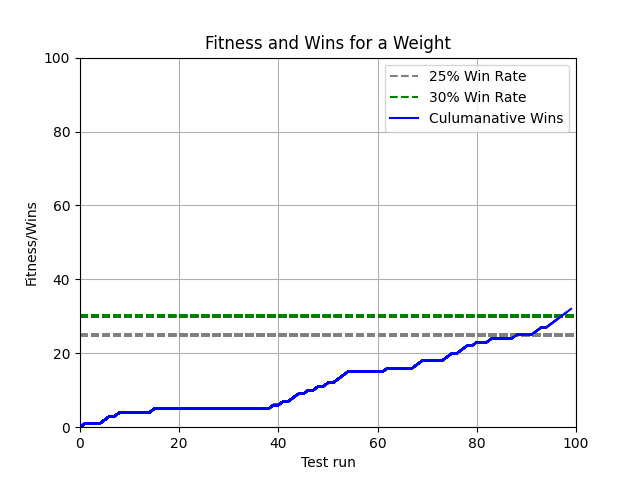 Fitness and Wins for a Weight
100
80
60
40
20
0
Fitness/Wins
25% Win Rate
30% Win Rate
Culumanative Wins
0 20 40 60 80 100
Test run